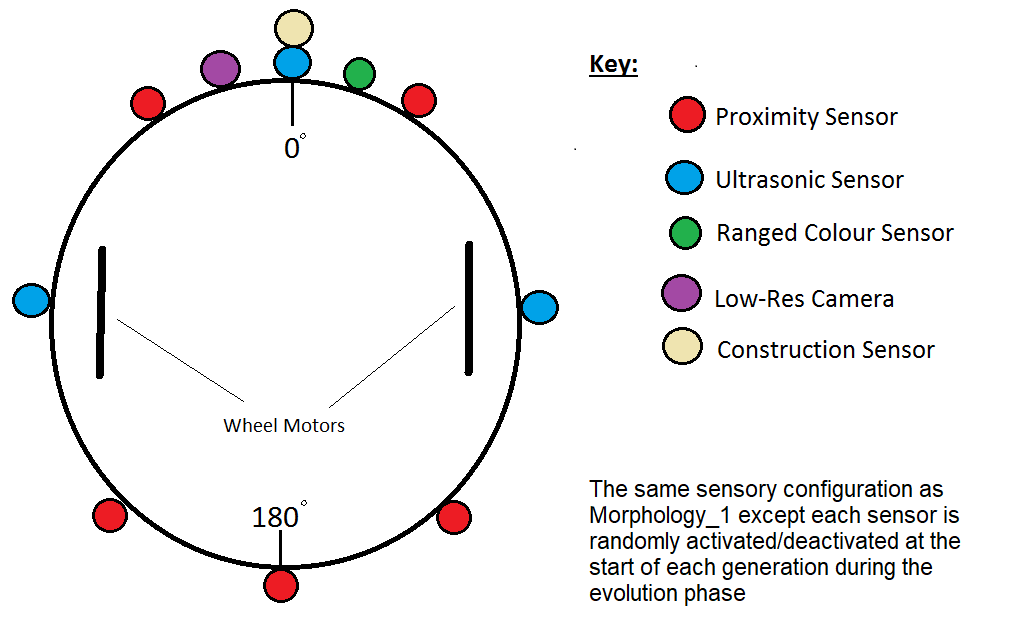 Key:
Proximity Sensor
0°
Ultrasonic Sensor
Ranged Colour Sensor
Low-Res Camera
Construction Sensor
Wheel Motors
180°
The same sensory configuration as
Morphology_1 except each sensor is
randomly activated/deactivated at the
start of each generation during the
evolution phase